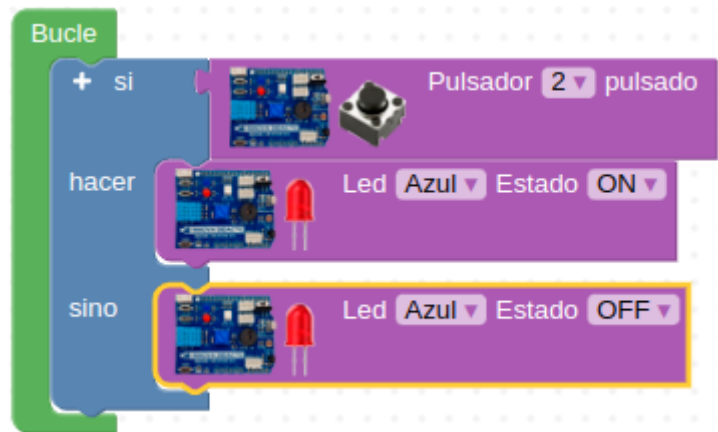 Bucle
+ si Pulsador 2 pulsado
hacer Led Azul Estado ON
sino Led Azul Estado OFF